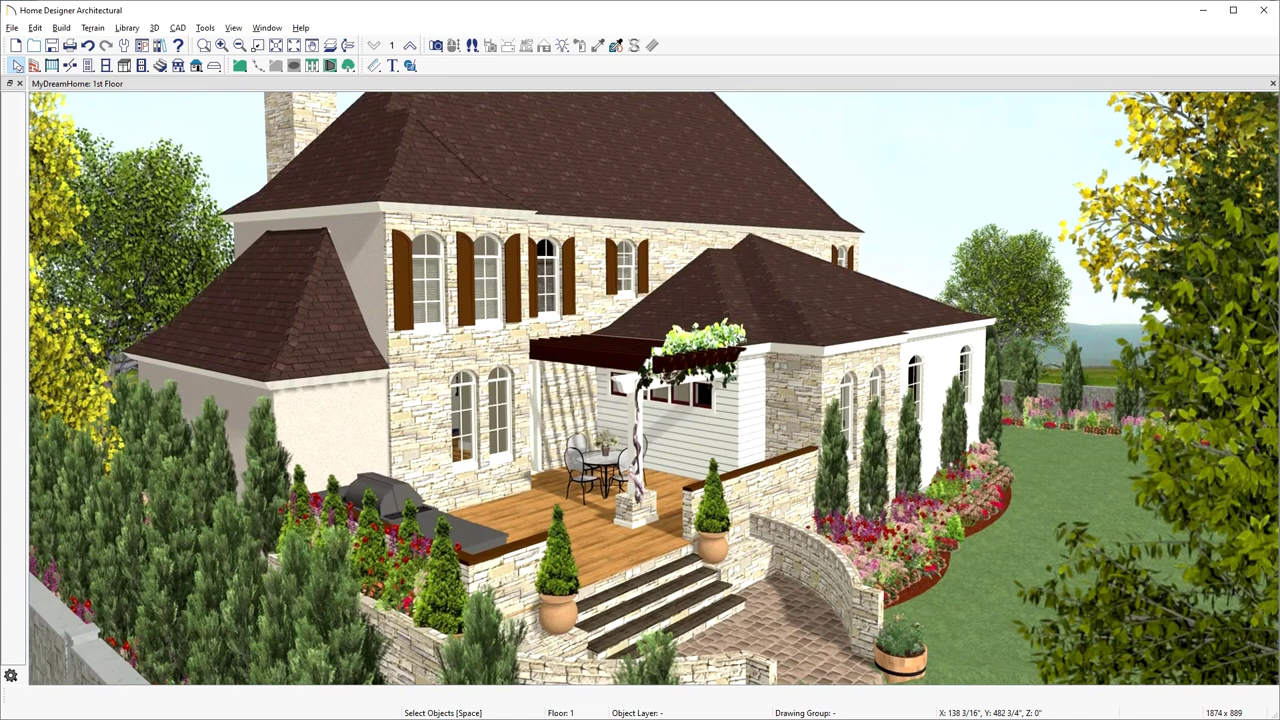 Home Designer Architectural
File Edit Build Terrain Library 3D CAD Tools View Window Help
1
T
MyDreamHome: 1st Floor
Select Objects [Space] Floor: 1 Object Layer: - Drawing Group: - X: 138 3/16", Y: 482 3/4", Z: 0" 1874 x 889